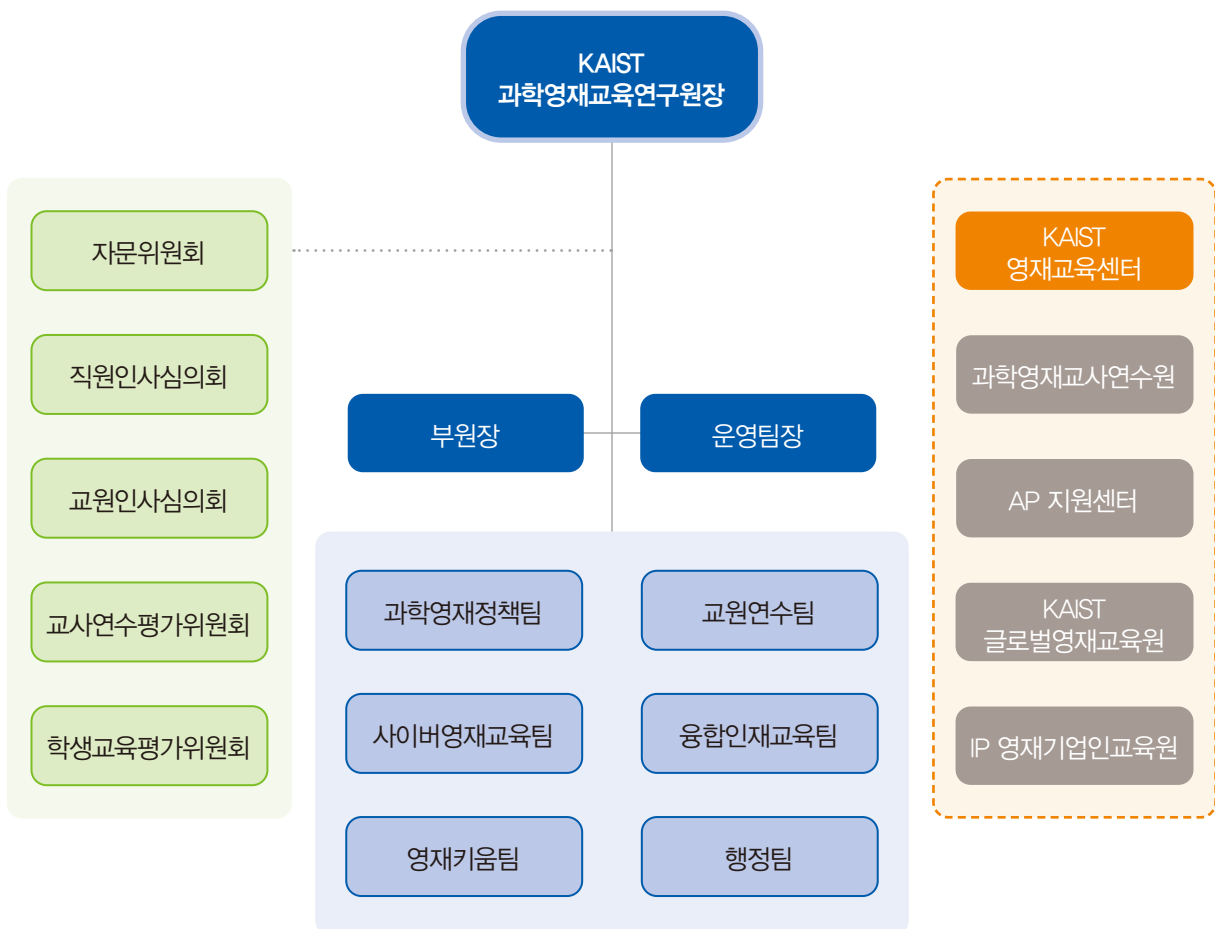 KAIST
과학영재교육연구원장
자문위원회
직원인사심의회
교원인사심의회
교사연수평가위원회
학생교육평가위원회
부원장
운영팀장
과학영재정책팀
교원연수팀
사이버영재교육팀
융합인재교육팀
영재키움팀
행정팀
KAIST
영재교육센터
과학영재교사연수원
AP 지원센터
KAIST
글로벌영재교육원
IP 영재기업인교육원